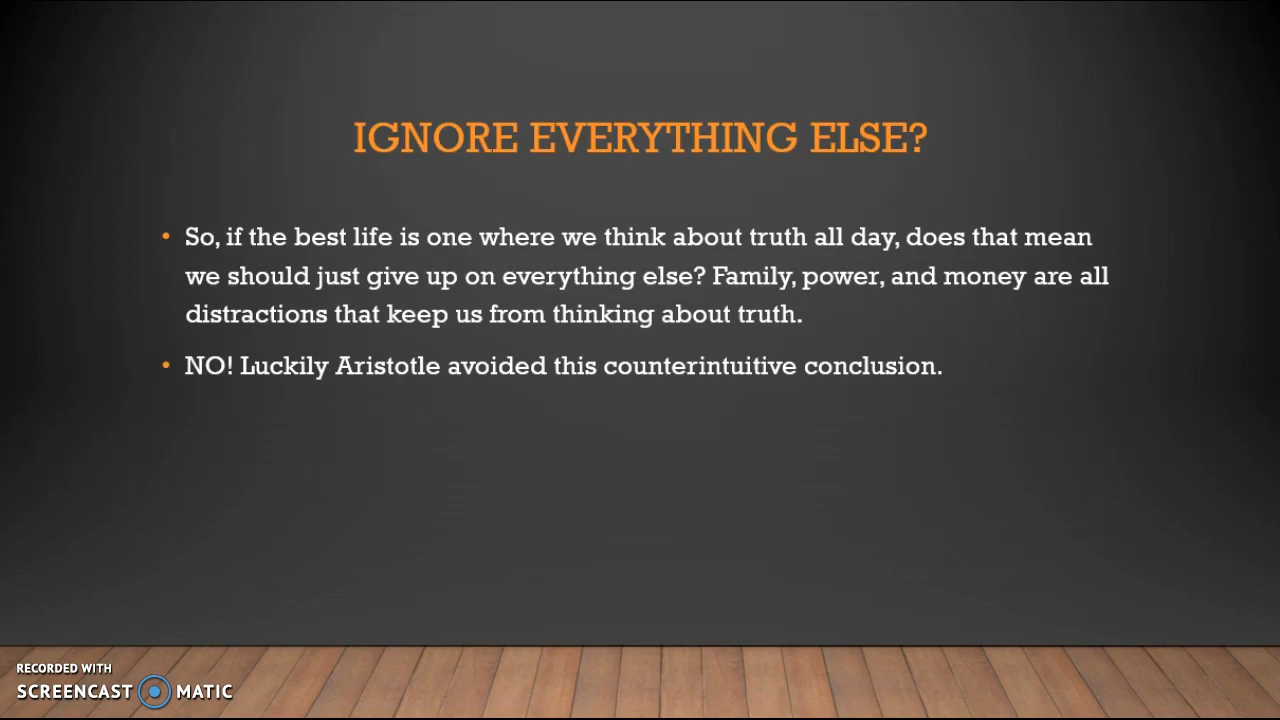 IGNORE EVERYTHING ELSE?
• So, if the best life is one where we think about truth all day, does that mean
we should just give up on everything else? Family, power, and money are all
distractions that keep us from thinking about truth.
• NO! Luckily Aristotle avoided this counterintuitive conclusion.
RECORDED WITH
SCREENCAST MATIC